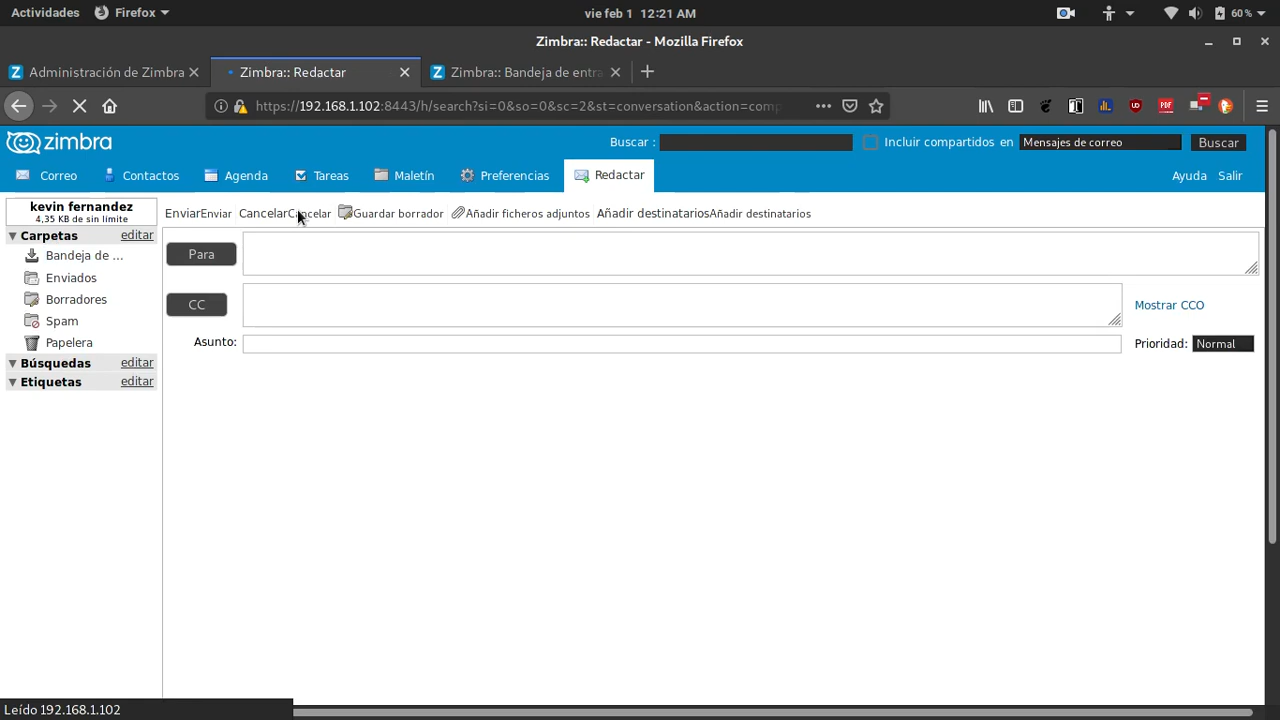 Actividades Firefox vie feb 1 12:21 AM 60 %
Zimbra:: Redactar - Mozilla Firefox
Administración de Zimbra Zimbra:: Redactar Zimbra:: Bandeja de entra
https://192.168.1.102:8443/h/search?si=0&so=0&sc=2&st=conversation&action=comp
zimbra Buscar : Incluir compartidos en Mensajes de correo Buscar
Correo Contactos Agenda Tareas Maletín Preferencias Redactar Ayuda Salir
kevin fernandez
4,35 KB de sin límite
EnviarEnviar CancelarCancelar Guardar borrador Añadir ficheros adjuntos Añadir destinatariosAñadir destinatarios
Carpetas editar
Bandeja de ...
Enviados
Borradores
Spam
Papelera
Búsquedas editar
Etiquetas editar
Para
CC Mostrar CCO
Asunto: Prioridad: Normal
Leído 192.168.1.102